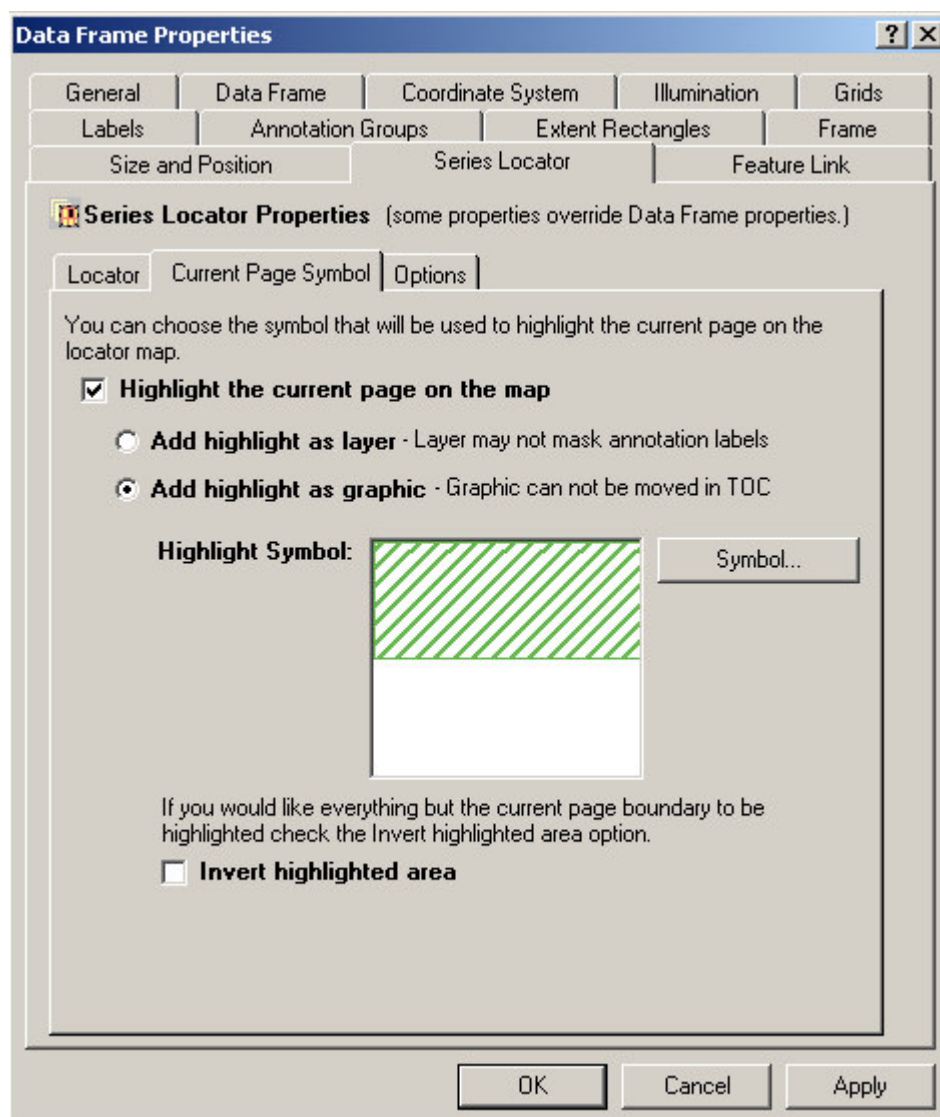 Data Frame Properties
General Data Frame Coordinate System Illumination Grids
Labels Annotation Groups Extent Rectangles Frame
Size and Position Series Locator Feature Link
Series Locator Properties (some properties override Data Frame properties.)
Locator Current Page Symbol Options
You can choose the symbol that will be used to highlight the current page on the
locator map.
Highlight the current page on the map
Add highlight as layer - Layer may not mask annotation labels
Add highlight as graphic - Graphic can not be moved in TOC
Highlight Symbol: Symbol...
If you would like everything but the current page boundary to be
highlighted check the Invert highlighted area option.
Invert highlighted area
OK Cancel Apply